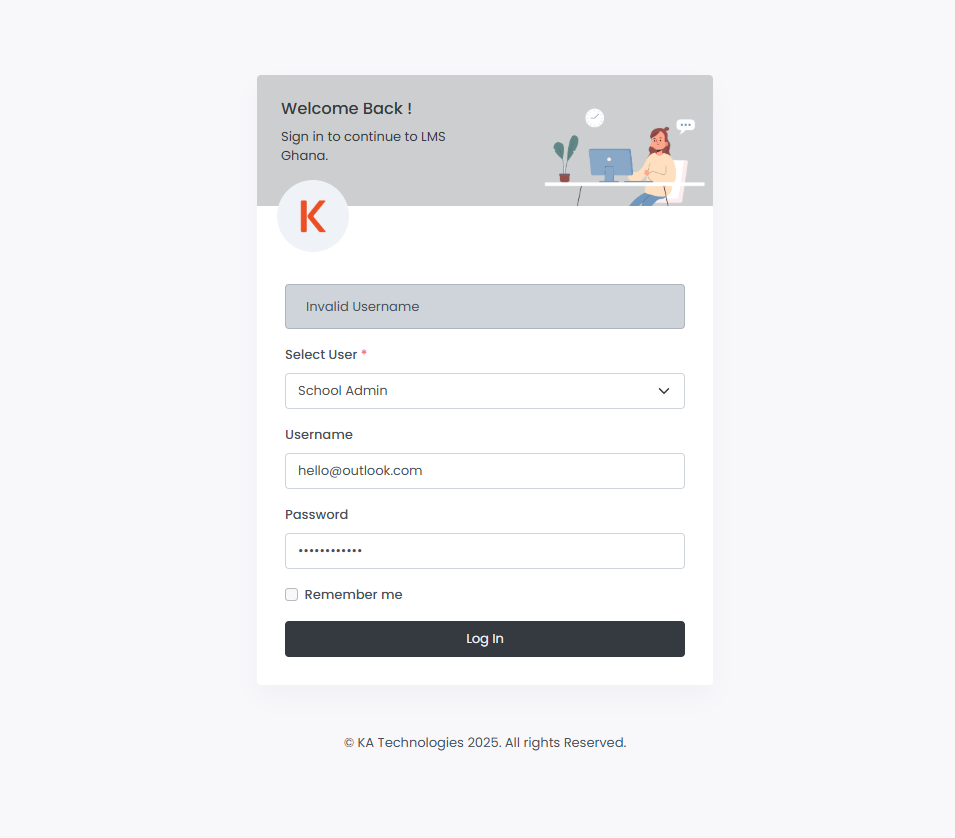 Welcome Back !
Sign in to continue to LMS
Ghana.
K
Invalid Username
Select User *
School Admin
Username
hello@outlook.com
Password
••••••••••••
Remember me
Log In
© KA Technologies 2025. All rights Reserved.